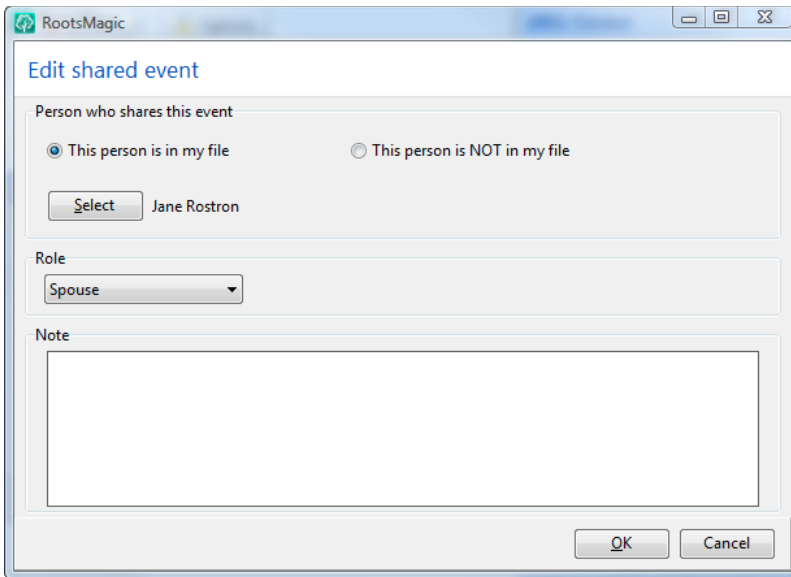 RootsMagic
Edit shared event
Person who shares this event
This person is in my file This person is NOT in my file
Select Jane Rostron
Role
Spouse
Note
OK Cancel